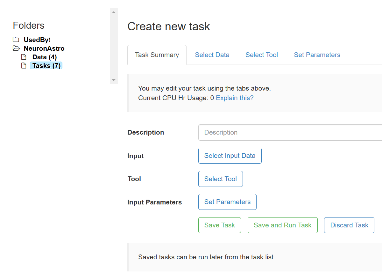 Folders
UsedBy:
NeuronAstro
Data (4)
Tasks (7)
Create new task
Task Summary
Select Data
Select Tool
Set Parameters
You may edit your task using the tabs above.
Current CPU Hr Usage: 0 Explain this?
Description
Description
Input
Select Input Data
Tool
Select Tool
Input Parameters
Set Parameters
Save Task
Save and Run Task
Discard Task
Saved tasks can be run later from the task list